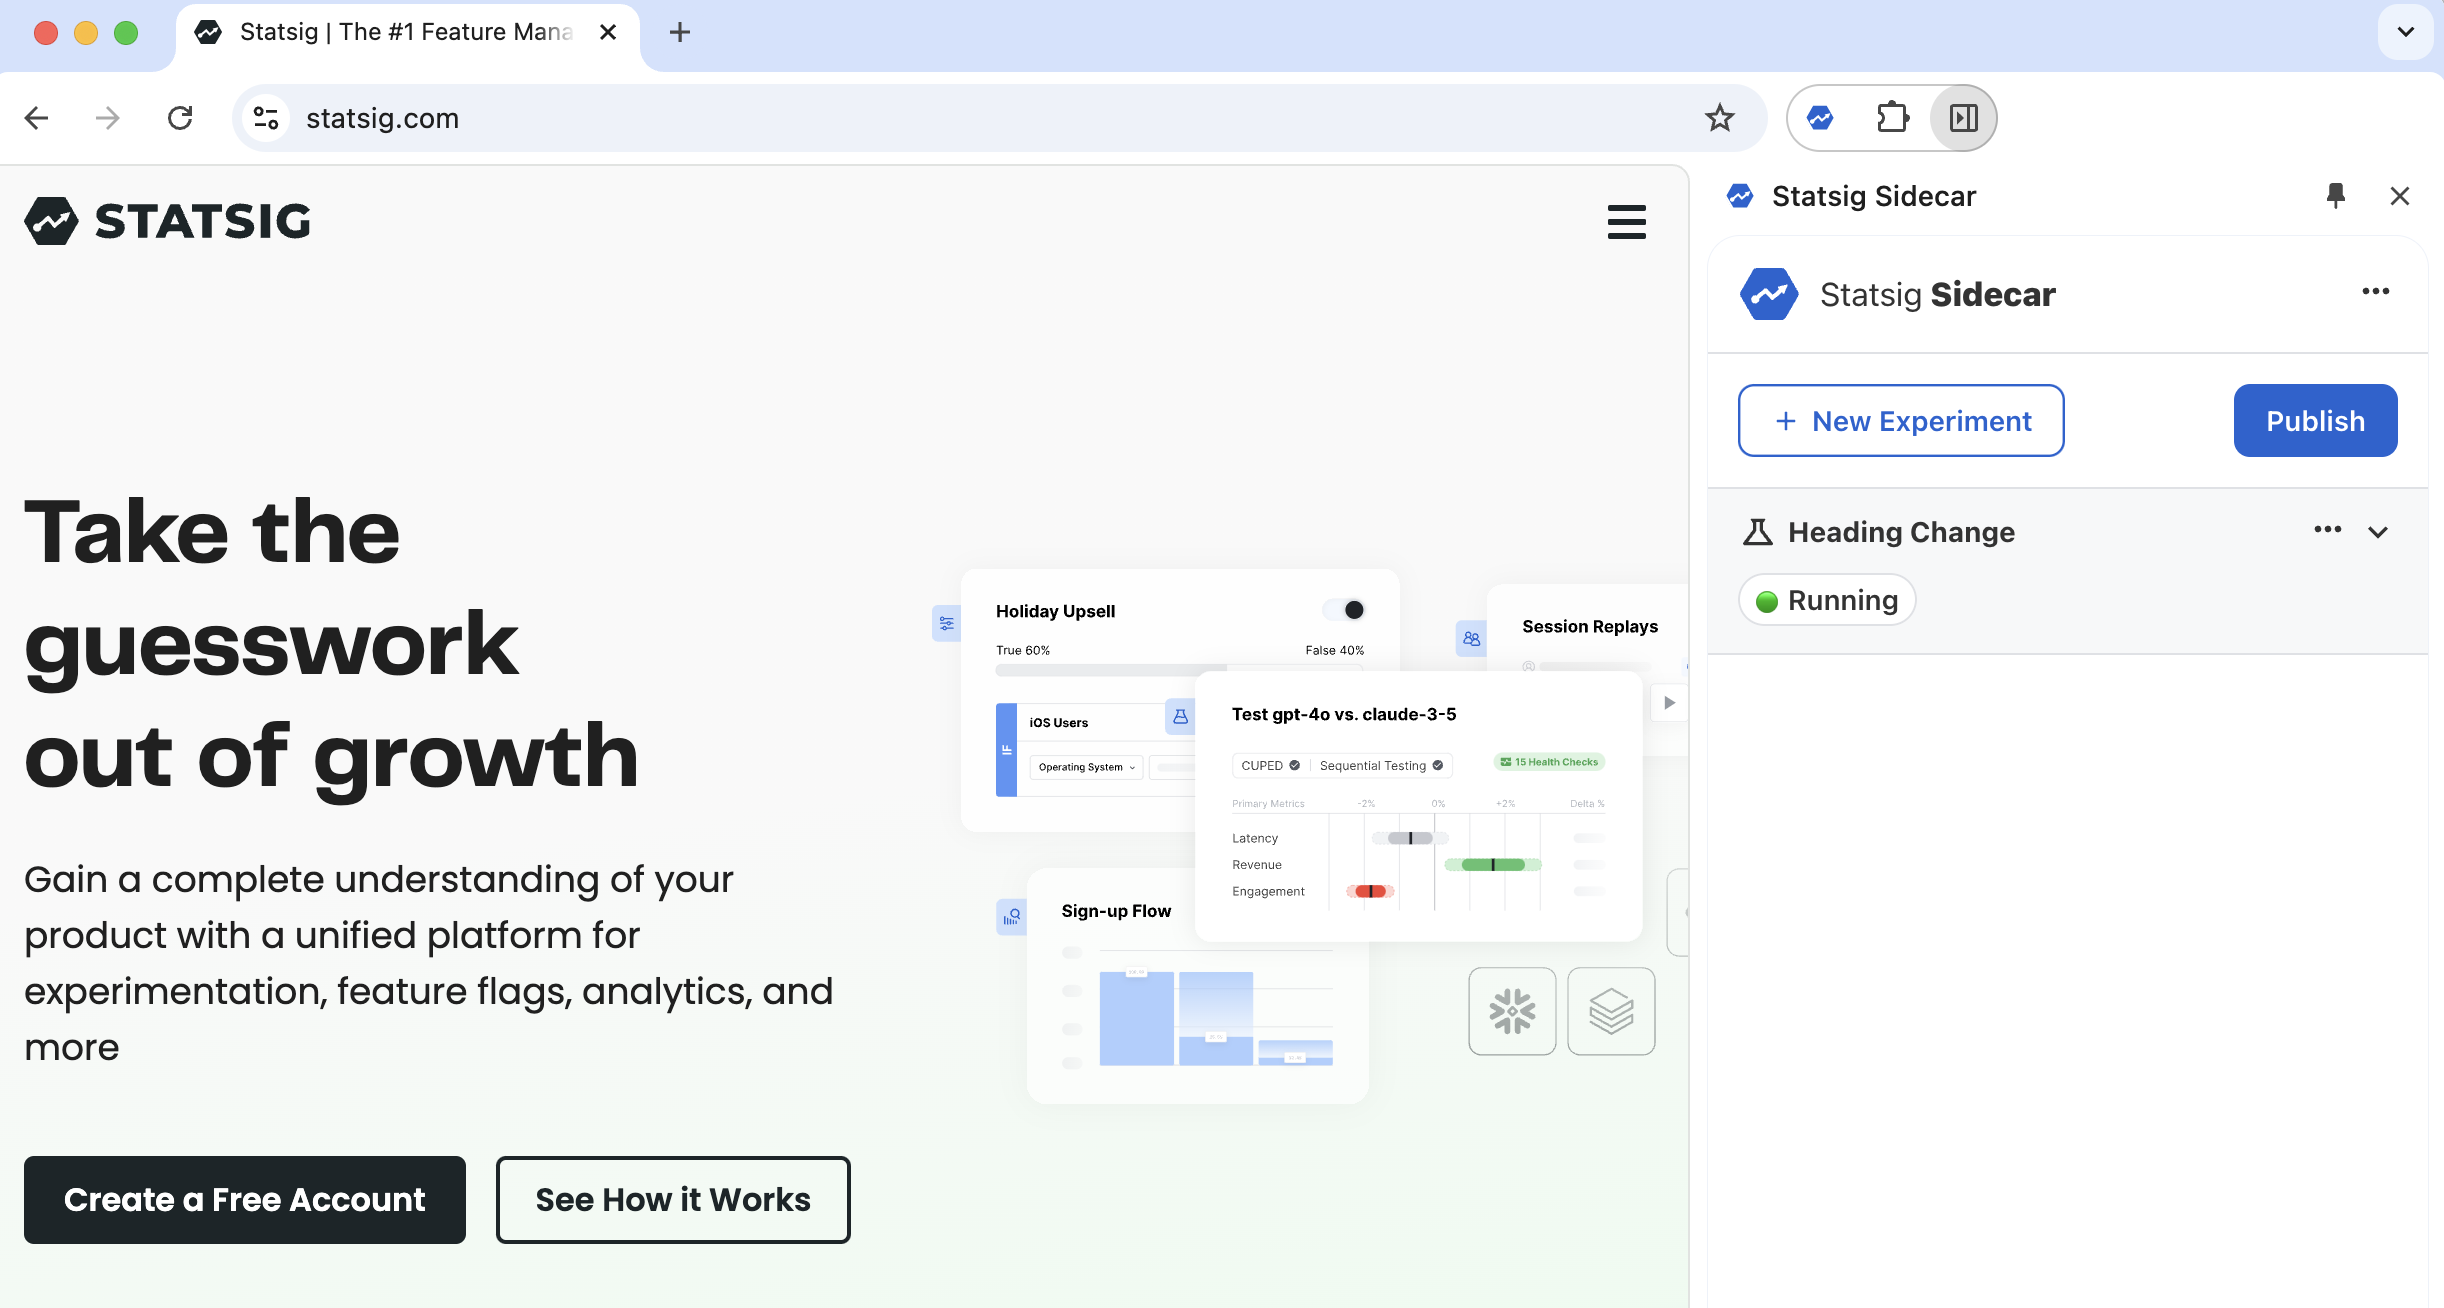 Statsig | The #1 Feature Mana
statsig.com
STATSIG
Take the
guesswork
out of growth
Gain a complete understanding of your
product with a unified platform for
experimentation, feature flags, analytics, and
more
Create a Free Account
See How it Works
Holiday Upsell
True 60%
False 40%
IF
iOS Users
Operating System
Session Replays
Test gpt-4o vs. claude-3-5
CUPED
Sequential Testing
15 Health Checks
Primary Metrics
-2%
0%
+2%
Delta %
Latency
Revenue
Engagement
Sign-up Flow
Statsig Sidecar
Statsig Sidecar
+ New Experiment
Publish
Heading Change
Running